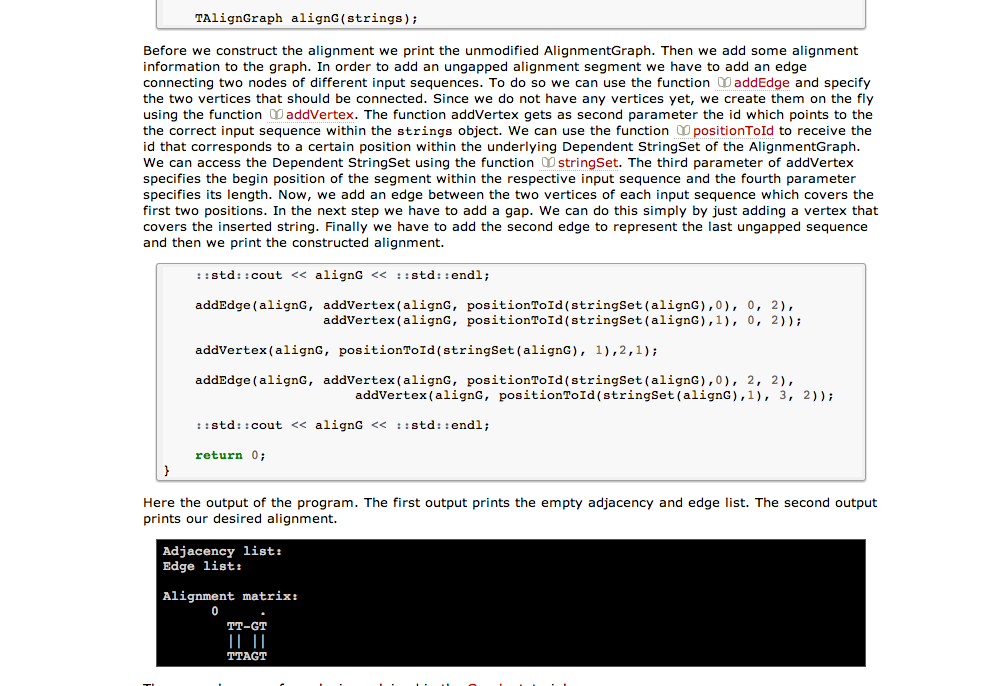 TAlignGraph alignG(strings);
Before we construct the alignment we print the unmodified AlignmentGraph. Then we add some alignment
information to the graph. In order to add an ungapped alignment segment we have to add an edge
connecting two nodes of different input sequences. To do so we can use the function addEdge and specify
the two vertices that should be connected. Since we do not have any vertices yet, we create them on the fly
using the function addVertex. The function addVertex gets as second parameter the id which points to the
the correct input sequence within the strings object. We can use the function positionToId to receive the
id that corresponds to a certain position within the underlying Dependent StringSet of the AlignmentGraph.
We can access the Dependent StringSet using the function stringSet. The third parameter of addVertex
specifies the begin position of the segment within the respective input sequence and the fourth parameter
specifies its length. Now, we add an edge between the two vertices of each input sequence which covers the
first two positions. In the next step we have to add a gap. We can do this simply by just adding a vertex that
covers the inserted string. Finally we have to add the second edge to represent the last ungapped sequence
and then we print the constructed alignment.
::std::cout << alignG << ::std::endl;
addEdge(alignG, addVertex(alignG, positionToId(stringSet(alignG),0), 0, 2),
addVertex(alignG, positionToId(stringSet(alignG),1), 0, 2));
addVertex(alignG, positionToId(stringSet(alignG), 1),2,1);
addEdge(alignG, addVertex(alignG, positionToId(stringSet(alignG),0), 2, 2),
addVertex(alignG, positionToId(stringSet(alignG),1), 3, 2));
::std::cout << alignG << ::std::endl;
return 0;
}
Here the output of the program. The first output prints the empty adjacency and edge list. The second output
prints our desired alignment.
Adjacency list:
Edge list:
Alignment matrix:
0 .
TT-GT
|| ||
TTAGT